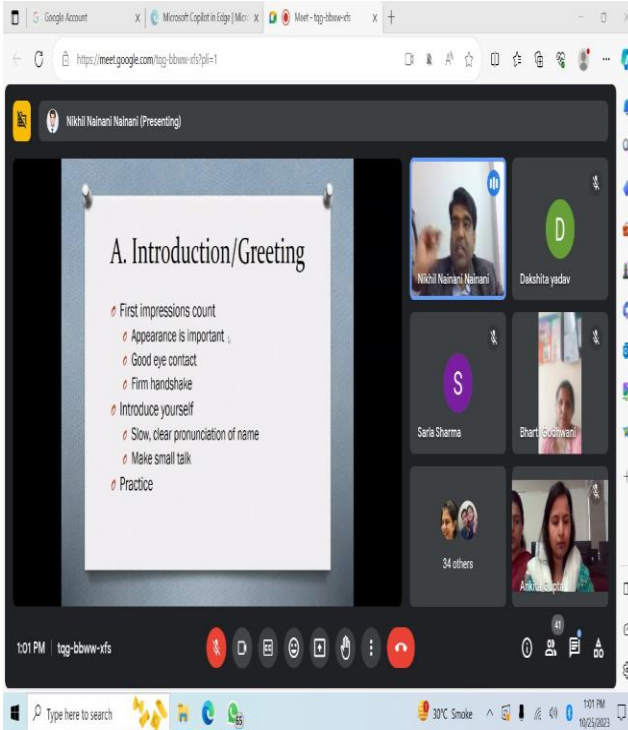 Google Account
Microsoft Copilot in Edge | Micr
Meet - tqg-bbww-xfs
https://meet.google.com/tqg-bbww-xfs?pli=1
Nikhil Nainani Nainani (Presenting)
A. Introduction/Greeting
First impressions count
Appearance is important
Good eye contact
Firm handshake
Introduce yourself
Slow, clear pronunciation of name
Make small talk
Practice
Nikhil Nainani Nainani
D
Dakshita yadav
S
Sarla Sharma
Bharti Godhwani
34 others
Ankita Gupta
1:01 PM | tqg-bbww-xfs
41
Type here to search
65
30°C Smoke
1:01 PM
10/25/2023